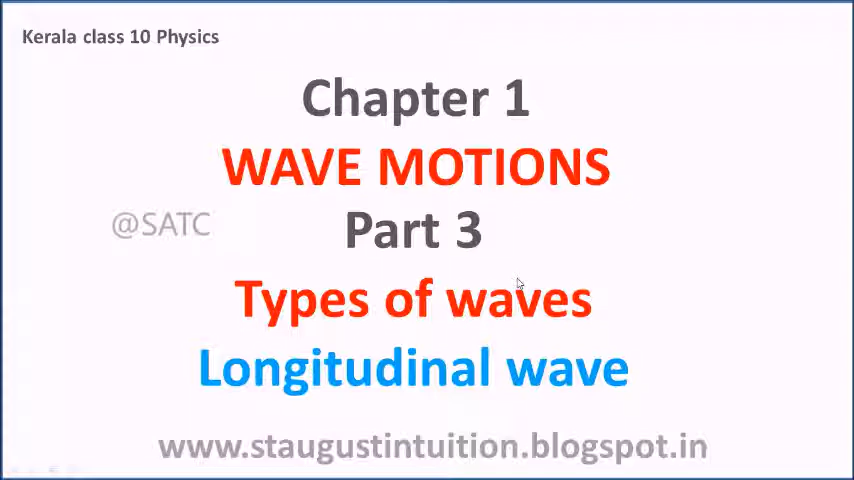 Kerala class 10 Physics
Chapter 1
WAVE MOTIONS
Part 3
@SATC
Types of waves
Longitudinal wave
www.staugustintuition.blogspot.in